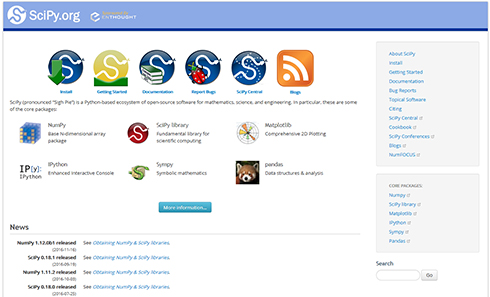 SciPy.org
ENTHOUGHT
Install
Getting Started
Documentation
Report Bugs
SciPy Central
Blogs
SciPy (pronounced "Sigh Pie") is a Python-based ecosystem of open-source software for mathematics, science, and engineering. In particular, these are some
of the core packages:
NumPy
Base N-dimensional array
package
SciPy library
Fundamental library for
scientific computing
Matplotlib
Comprehensive 2D Plotting
IP[y]:
IPython
IPython
Enhanced Interactive Console
Sympy
Symbolic mathematics
pandas
Data structures & analysis
More information...
News
NumPy 1.12.0b1 released
(2016-11-16)
See Obtaining NumPy & SciPy libraries.
SciPy 0.18.1 released
(2016-09-19)
See Obtaining NumPy & SciPy libraries.
NumPy 1.11.2 released
(2016-10-03)
See Obtaining NumPy & SciPy libraries.
SciPy 0.18.0 released
(2016-07-25)
See Obtaining NumPy & SciPy libraries.
About SciPy
Install
Getting Started
Documentation
Bug Reports
Topical Software
Citing
SciPy Central
Cookbook
SciPy Conferences
Blogs
NumFOCUS
CORE PACKAGES:
Numpy
SciPy library
Matplotlib
IPython
Sympy
Pandas
Search
Go